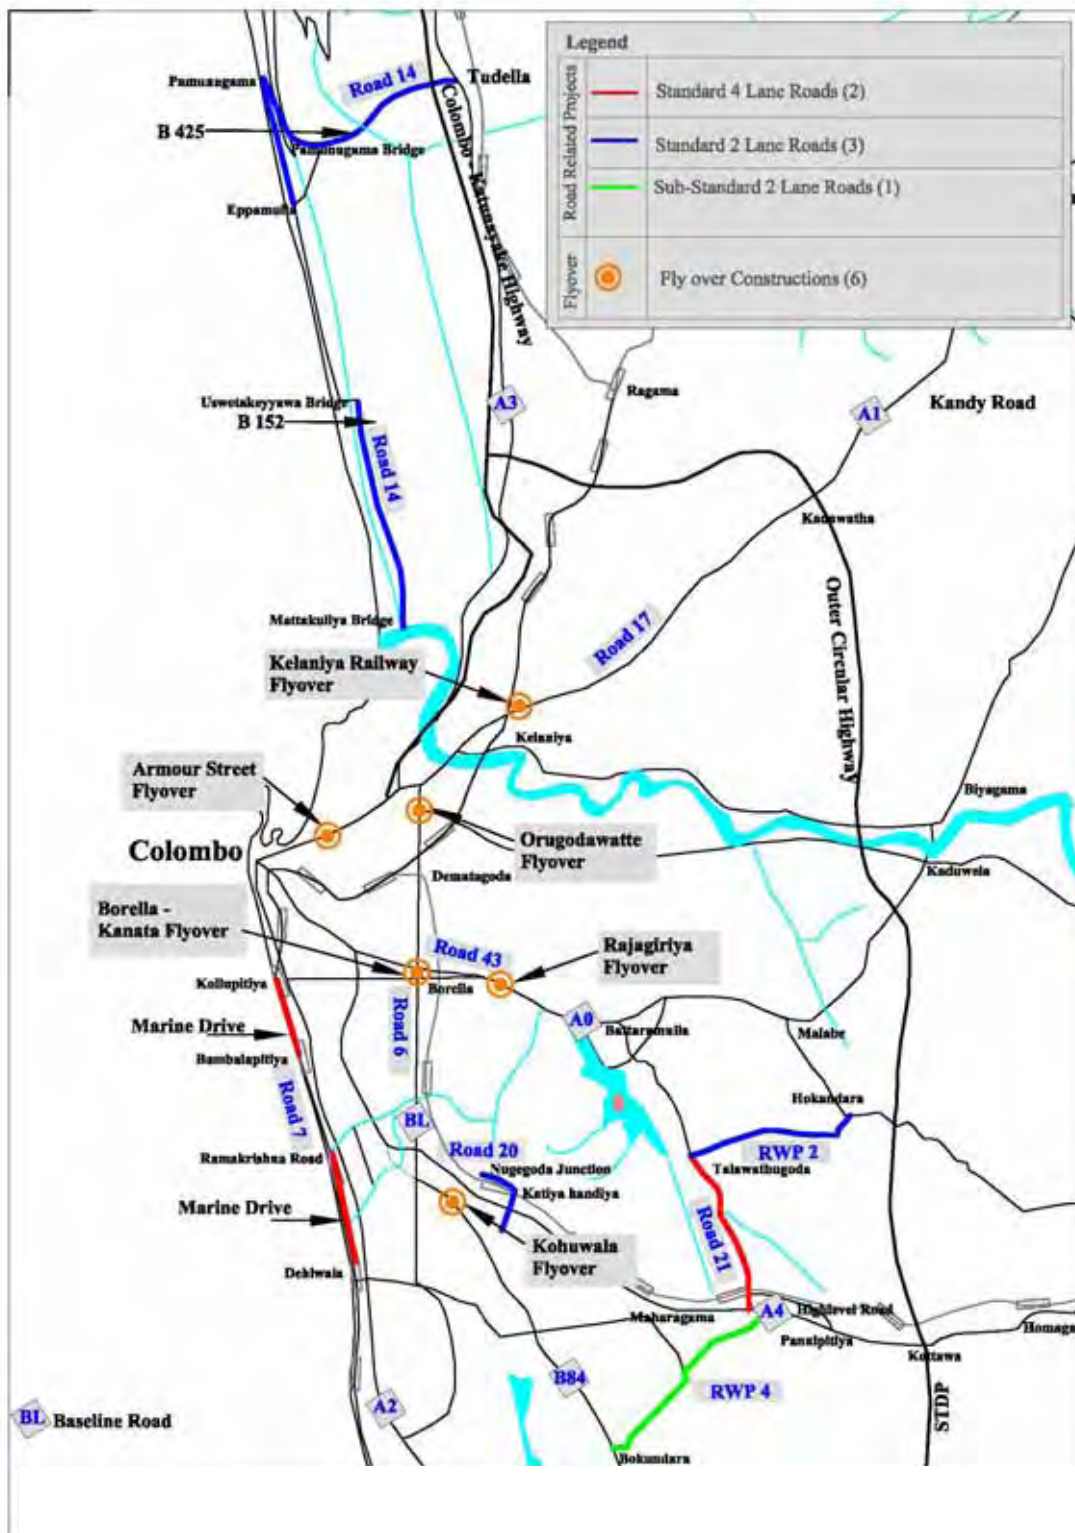 Legend
Road Related Projects
Standard 4 Lane Roads (2)
Standard 2 Lane Roads (3)
Sub-Standard 2 Lane Roads (1)
Flyover
Fly over Constructions (6)
Pamunugama
Road 14
Tudella
B 425
Pamunugama Bridge
Colombo - Katunayake Highway
Ragama
Uswetakeyyawa Bridge
B 152
A3
A1
Kandy Road
Road 14
Kadawatha
Mattakuliya Bridge
Outer Circular Highway
Road 17
Kelaniya Railway
Flyover
Kelaniya
Armour Street
Flyover
Biyagama
Colombo
Orugodawatte
Flyover
Dematagoda
Kaduwela
Borella -
Kanata Flyover
Road 43
Rajagiriya
Flyover
Kollupitiya
Borella
Marine Drive
Road 6
A0
Battaramulla
Malabe
Bambalapitiya
Road 7
Hokandara
BL
Road 20
RWP 2
Ramakrishna Road
Nugegoda Junction
Talawathugoda
Katiya handiya
Marine Drive
Road 21
Kohuwala
Flyover
Dehiwala
Maharagama
A4
Highlevel Road
Pannipitiya
Homaga
Kottawa
B84
RWP 4
A2
STDP
BL
Baseline Road
Bokundara